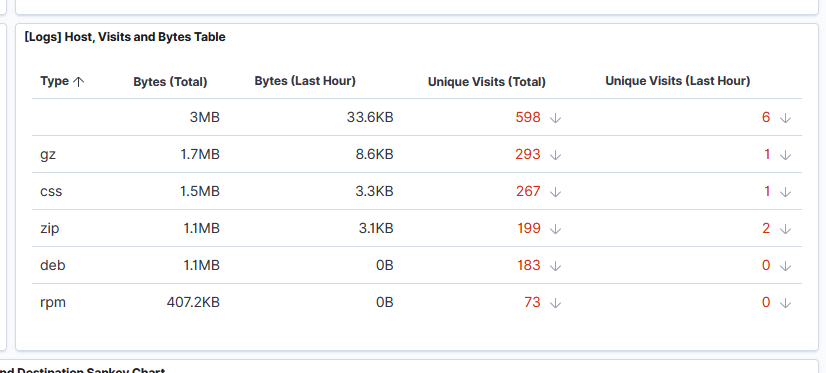 [Logs] Host, Visits and Bytes Table
Type ↑ Bytes (Total) Bytes (Last Hour) Unique Visits (Total) Unique Visits (Last Hour)
3MB 33.6KB 598 ↓ 6 ↓
gz 1.7MB 8.6KB 293 ↓ 1 ↓
css 1.5MB 3.3KB 267 ↓ 1 ↓
zip 1.1MB 3.1KB 199 ↓ 2 ↓
deb 1.1MB 0B 183 ↓ 0 ↓
rpm 407.2KB 0B 73 ↓ 0 ↓
nd Destination Sankey Chart